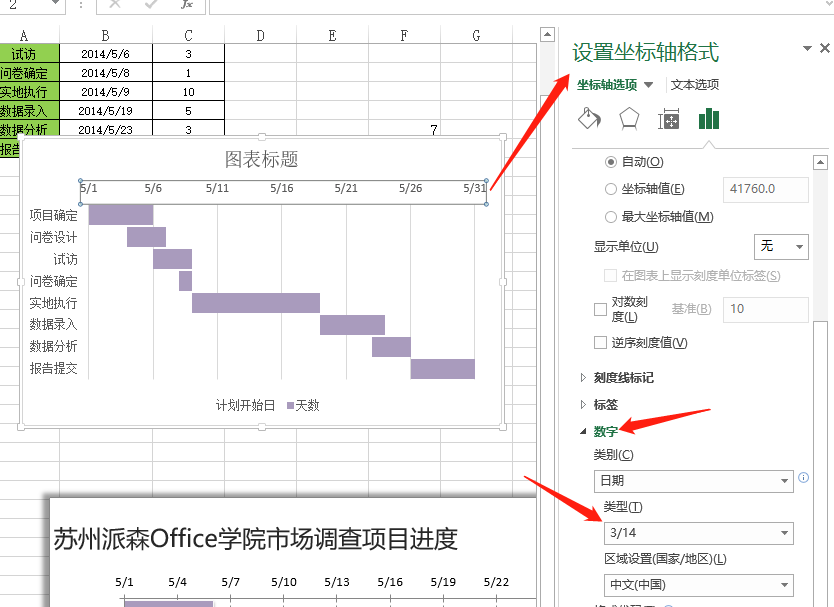 2
fx
A B C D E F G
试访 2014/5/6 3
问卷确定 2014/5/8 1
实地执行 2014/5/9 10
数据录入 2014/5/19 5
数据分析 2014/5/23 3 7
报告
图表标题
5/1 5/6 5/11 5/16 5/21 5/26 5/31
项目确定
问卷设计
试访
问卷确定
实地执行
数据录入
数据分析
报告提交
计划开始日 天数
苏州派森Office学院市场调查项目进度
5/1 5/4 5/7 5/10 5/13 5/16 5/19 5/22
设置坐标轴格式
坐标轴选项 文本选项
自动(O)
坐标轴值(E) 41760.0
最大坐标轴值(M)
显示单位(U) 无
在图表上显示刻度单位标签(S)
对数刻度(L) 基准(B) 10
逆序刻度值(V)
刻度线标记
标签
数字
类别(C)
日期
类型(T)
3/14
区域设置(国家/地区)(L)
中文(中国)